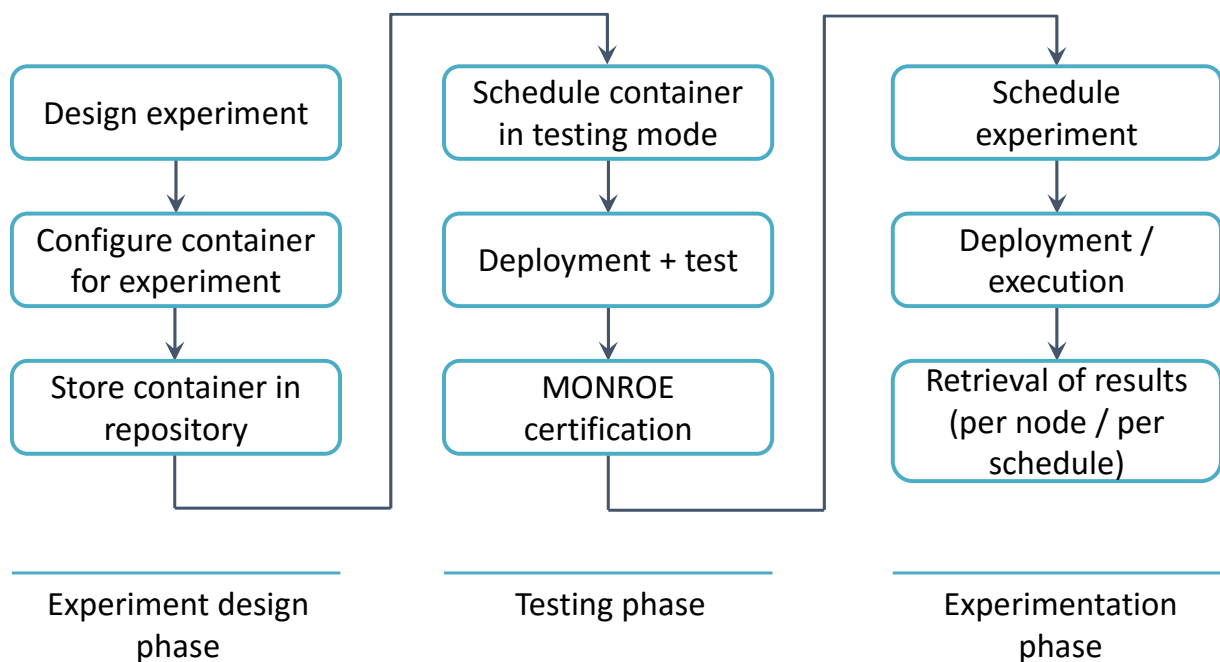 Design experiment
Configure container
for experiment
Store container in
repository
Experiment design
phase
Schedule container
in testing mode
Deployment + test
MONROE
certification
Testing phase
Schedule
experiment
Deployment /
execution
Retrieval of results
(per node / per
schedule)
Experimentation
phase